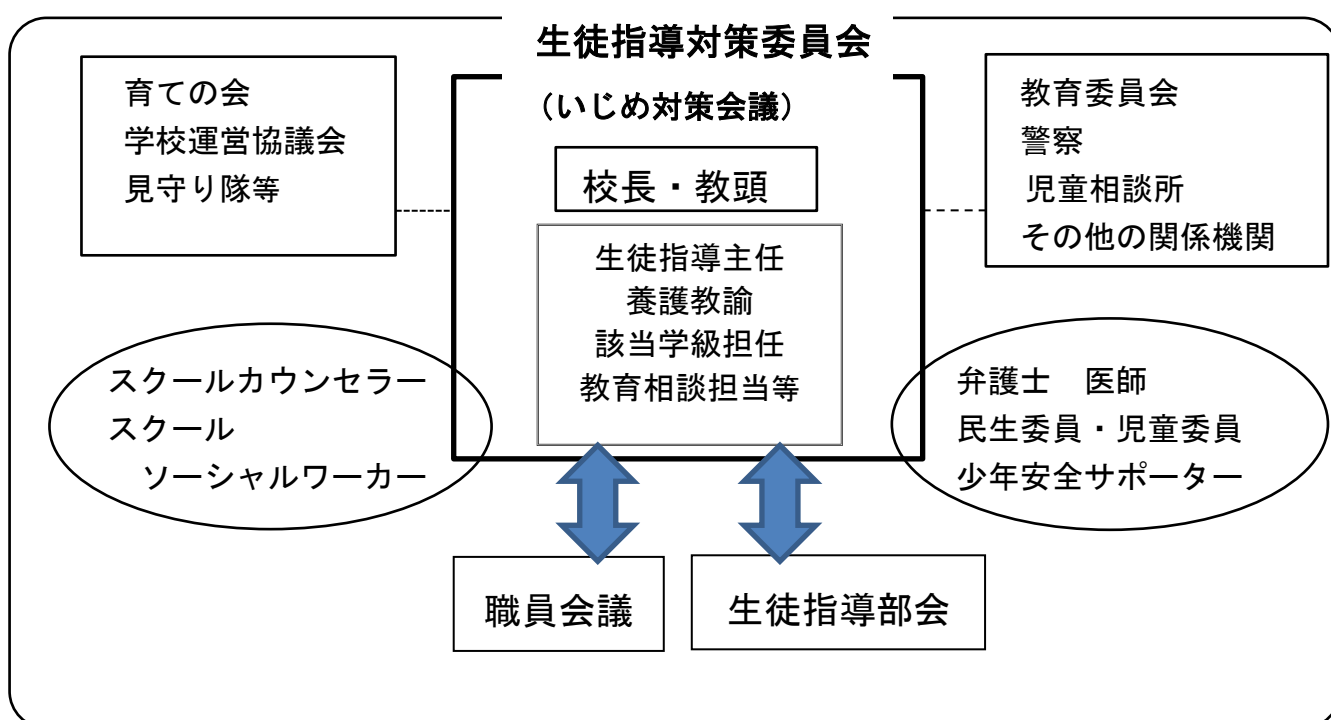 生徒指導対策委員会
(いじめ対策会議)
育ての会
学校運営協議会
見守り隊等
校長・教頭
生徒指導主任
養護教諭
該当学級担任
教育相談担当等
教育委員会
警察
児童相談所
その他の関係機関
スクールカウンセラー
スクール
ソーシャルワーカー
弁護士　医師
民生委員・児童委員
少年安全サポーター
職員会議
生徒指導部会